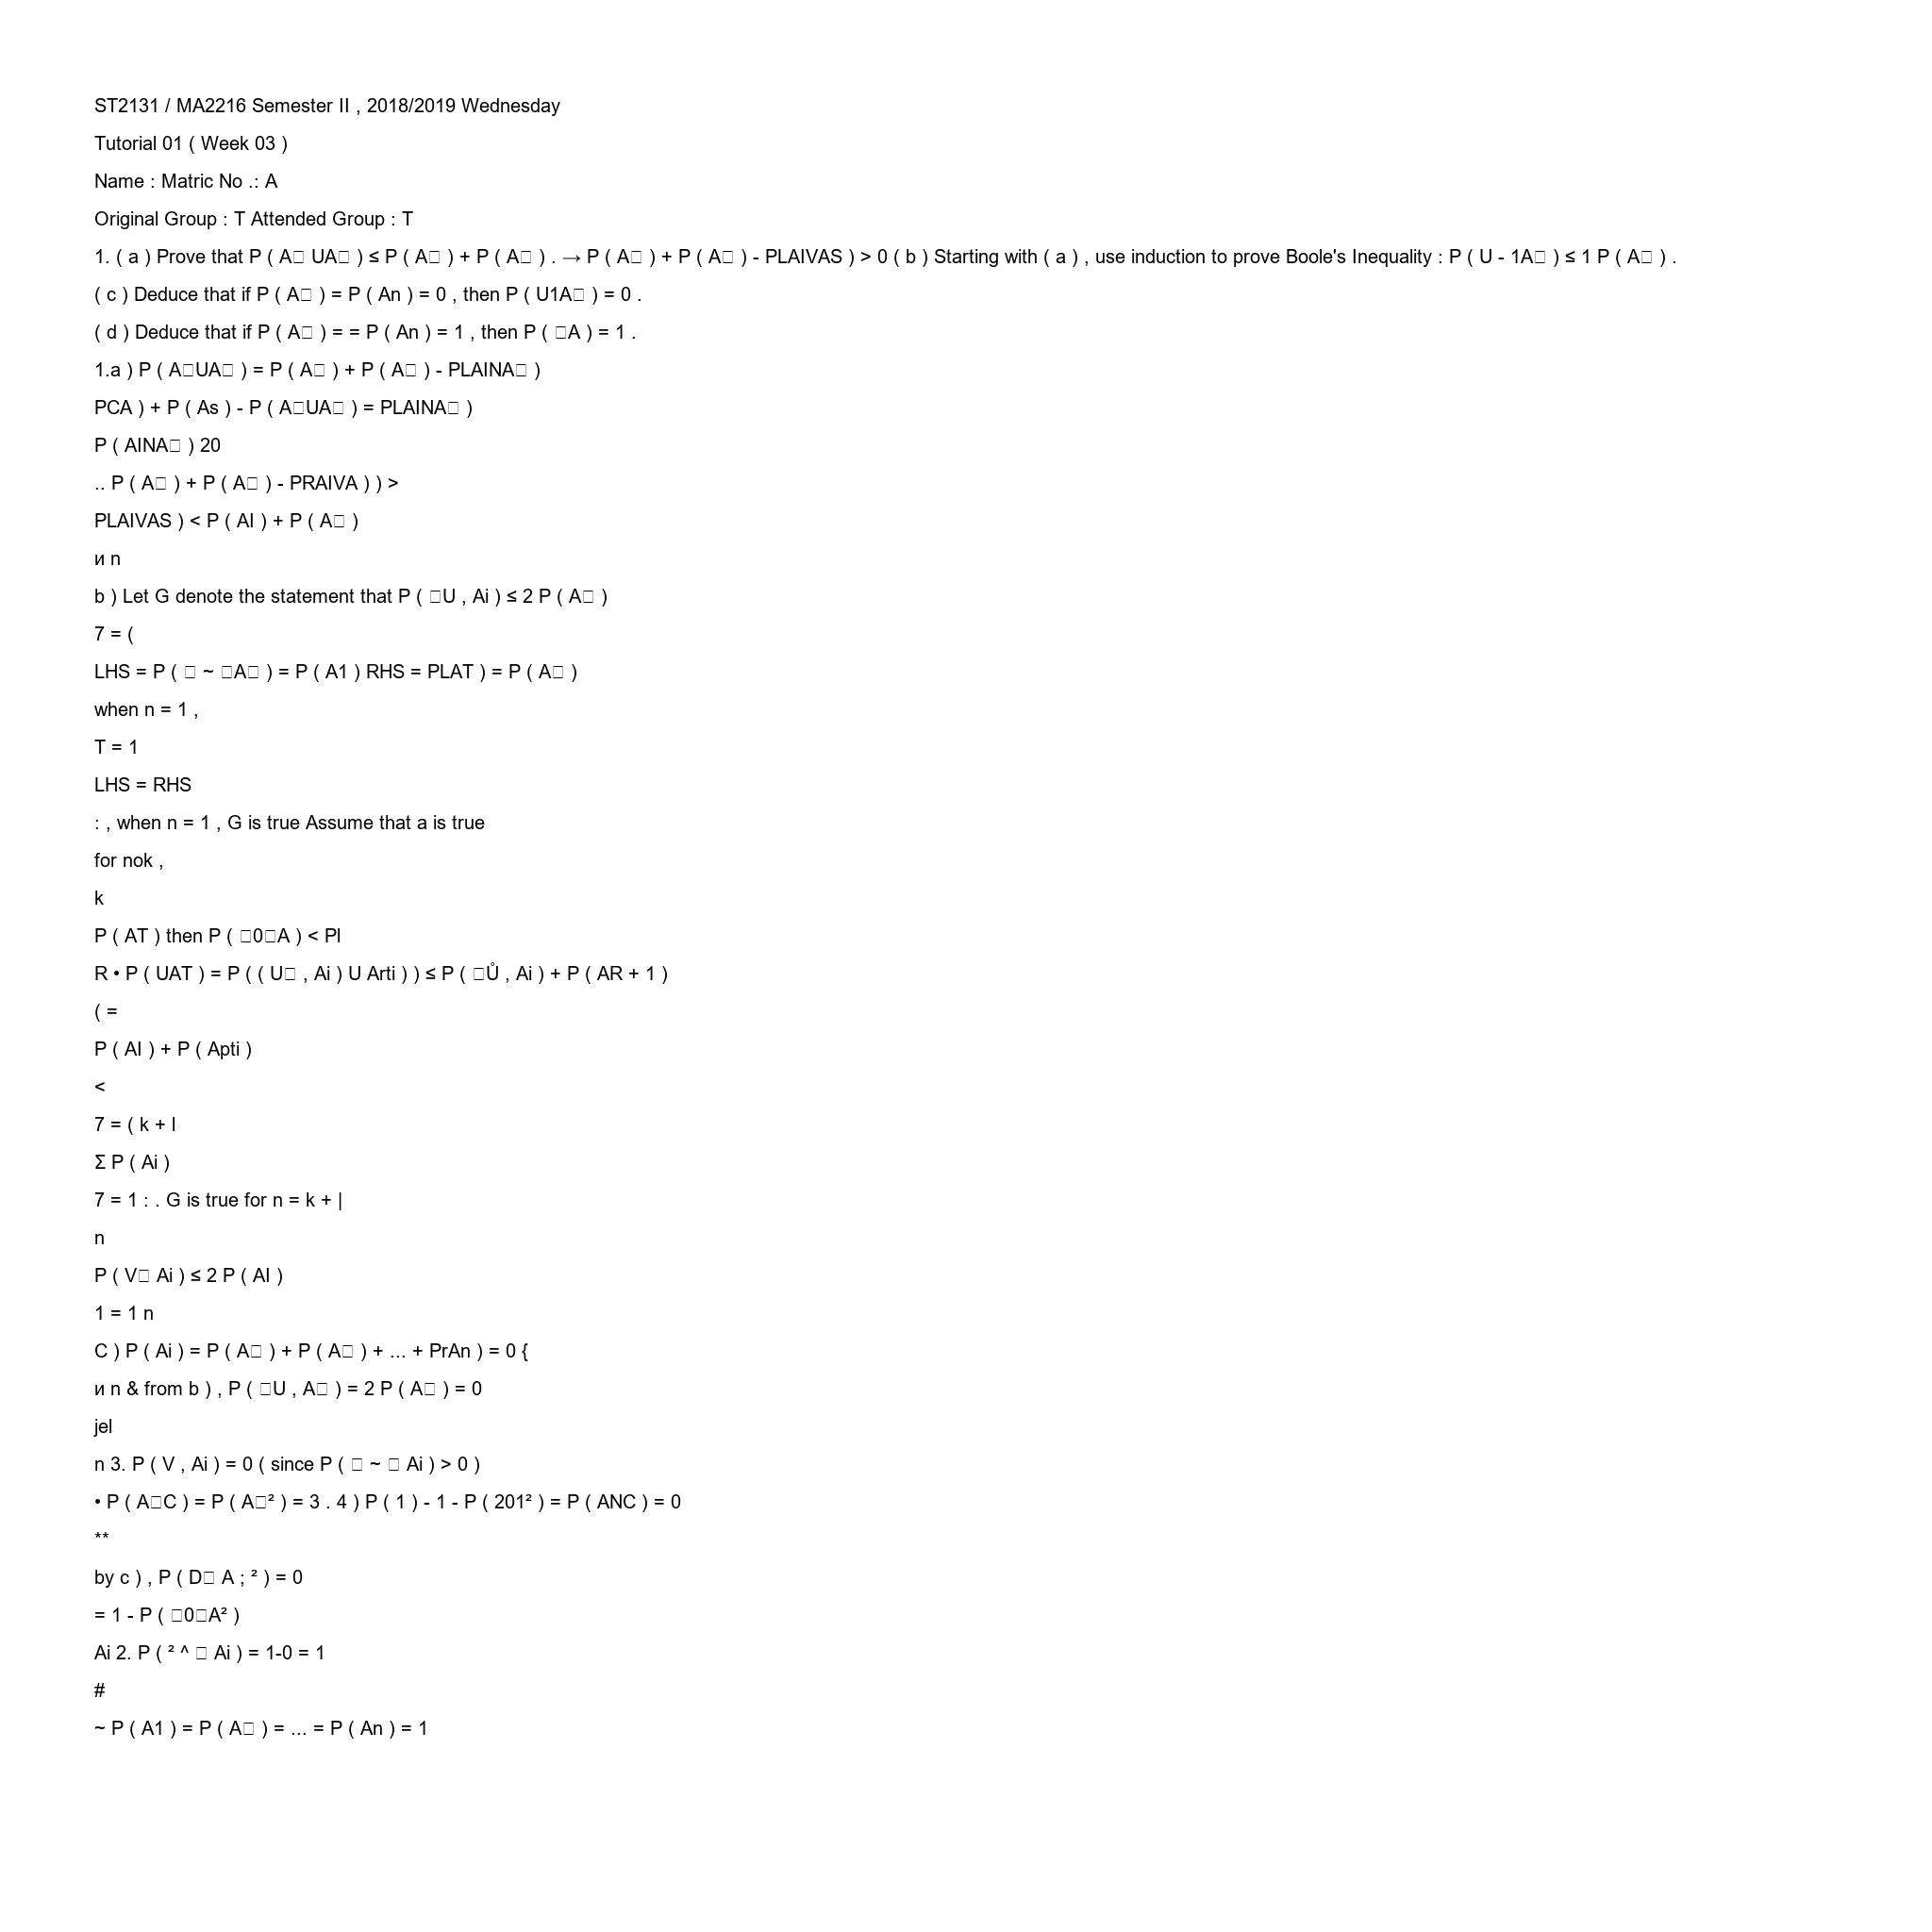 ST2131 / MA2216 Semester II , 2018/2019 Wednesday
Tutorial 01 ( Week 03 )
Name : Matric No .: A
Original Group : T Attended Group : T
1. ( a ) Prove that P ( A□ UA□ ) ≤ P ( A□ ) + P ( A□ ) . → P ( A□ ) + P ( A□ ) - PLAIVAS ) > 0 ( b ) Starting with ( a ) , use induction to prove Boole's Inequality : P ( U - 1A□ ) ≤ 1 P ( A□ ) .
( c ) Deduce that if P ( A□ ) = P ( An ) = 0 , then P ( U1A□ ) = 0 .
( d ) Deduce that if P ( A□ ) = = P ( An ) = 1 , then P ( □A ) = 1 .
1.a ) P ( A□UA□ ) = P ( A□ ) + P ( A□ ) - PLAINA□ )
PCA ) + P ( As ) - P ( A□UA□ ) = PLAINA□ )
P ( AINA□ ) 20
.. P ( A□ ) + P ( A□ ) - PRAIVA ) ) >
PLAIVAS ) < P ( AI ) + P ( A□ )
и n
b ) Let G denote the statement that P ( □U , Ai ) ≤ 2 P ( A□ )
7 = (
LHS = P ( □ ~ □A□ ) = P ( A1 ) RHS = PLAT ) = P ( A□ )
when n = 1 ,
T = 1
LHS = RHS
: , when n = 1 , G is true Assume that a is true
for nok ,
k
P ( AT ) then P ( □0□A ) < Pl
R • P ( UAT ) = P ( ( U□ , Ai ) U Arti ) ) ≤ P ( □Ů , Ai ) + P ( AR + 1 )
( =
P ( AI ) + P ( Apti )
<
7 = ( k + l
Σ P ( Ai )
7 = 1 : . G is true for n = k + |
n
P ( V□ Ai ) ≤ 2 P ( AI )
1 = 1 n
C ) P ( Ai ) = P ( A□ ) + P ( A□ ) + ... + PrAn ) = 0 {
и n & from b ) , P ( □U , A□ ) = 2 P ( A□ ) = 0
jel
n 3. P ( V , Ai ) = 0 ( since P ( □ ~ □ Ai ) > 0 )
• P ( A□C ) = P ( A□² ) = 3 . 4 ) P ( 1 ) - 1 - P ( 201² ) = P ( ANC ) = 0
**
by c ) , P ( D□ A ; ² ) = 0
= 1 - P ( □0□A² )
Ai 2. P ( ² ^ □ Ai ) = 1-0 = 1
#
~ P ( A1 ) = P ( A□ ) = ... = P ( An ) = 1